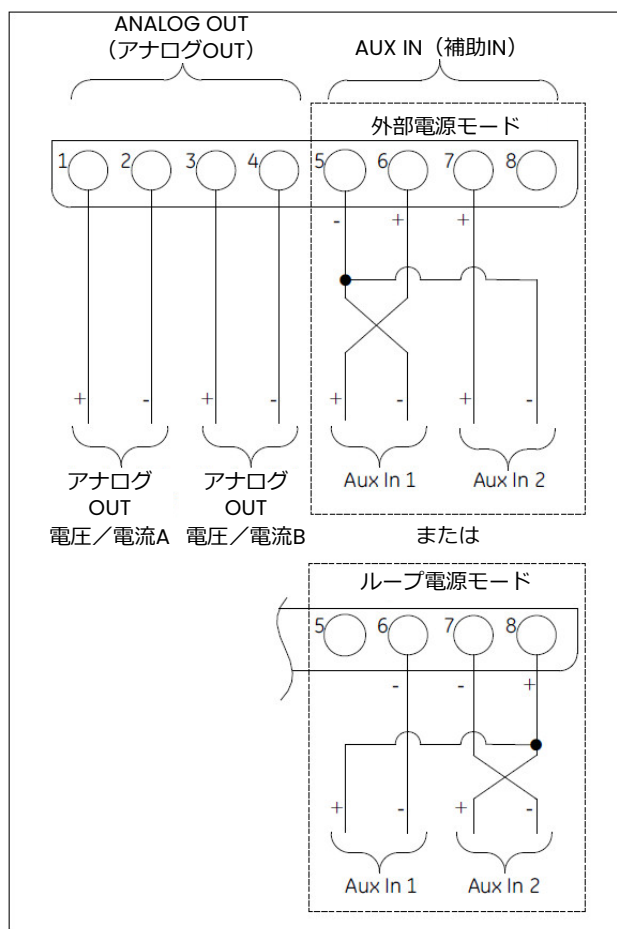 ANALOG OUT
(アナログOUT)
AUX IN(補助IN)
外部電源モード
1 2 3 4 5 6 7 8
- + +
+ - + - + - + -
アナログ
OUT
電圧/電流A
アナログ
OUT
電圧/電流B
Aux In 1
Aux In 2
または
ループ電源モード
5 6 7 8
- - +
+ - + -
Aux In 1
Aux In 2